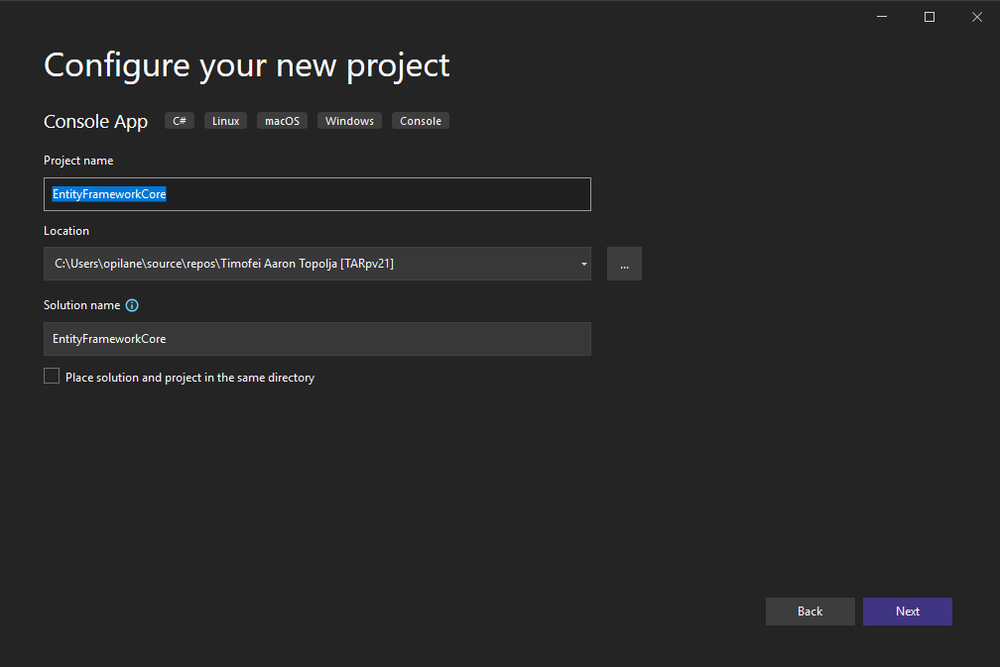 Configure your new project
Console App C# Linux macOS Windows Console
Project name
EntityFrameworkCore
Location
C:\Users\opilane\source\repos\Timofei Aaron Topolja [TARpv21]
...
Solution name
EntityFrameworkCore
Place solution and project in the same directory
Back Next